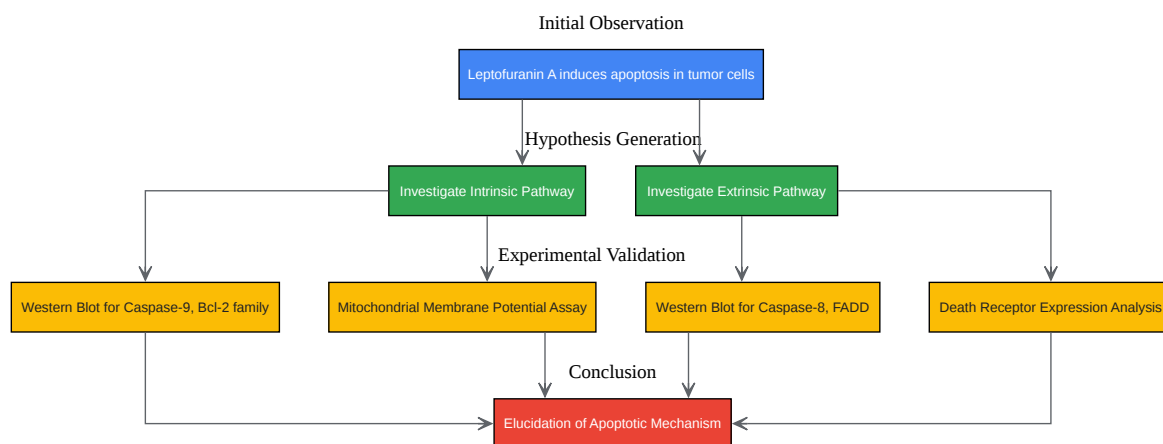 Initial Observation
Leptofuranin A induces apoptosis in tumor cells
Hypothesis Generation
Investigate Intrinsic Pathway
Investigate Extrinsic Pathway
Experimental Validation
Western Blot for Caspase-9, Bcl-2 family
Mitochondrial Membrane Potential Assay
Western Blot for Caspase-8, FADD
Death Receptor Expression Analysis
Conclusion
Elucidation of Apoptotic Mechanism